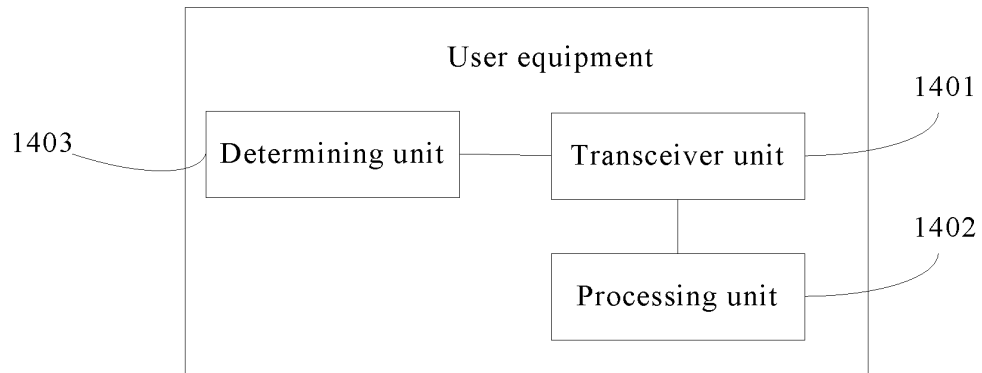 User equipment
1401
1403
Determining unit
Transceiver unit
1402
Processing unit